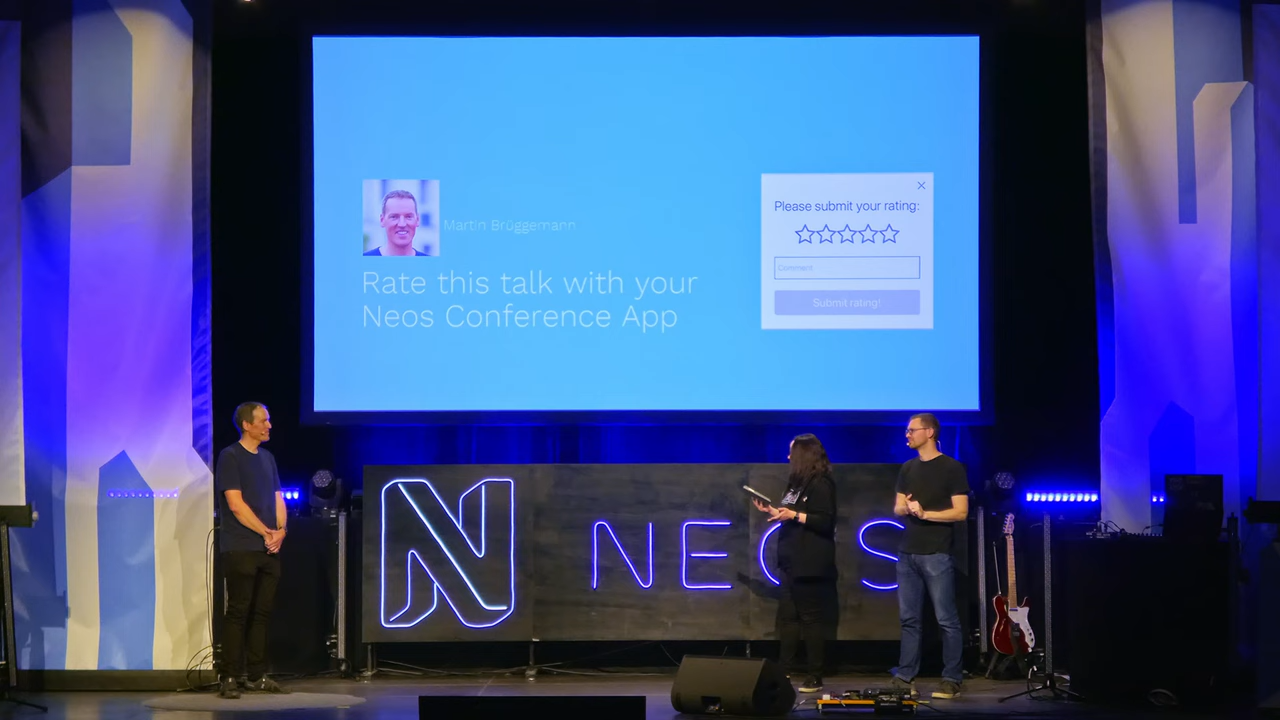 Martin Brüggemann
Rate this talk with your
Neos Conference App
Please submit your rating:
Comment
Submit rating!
N NEOS